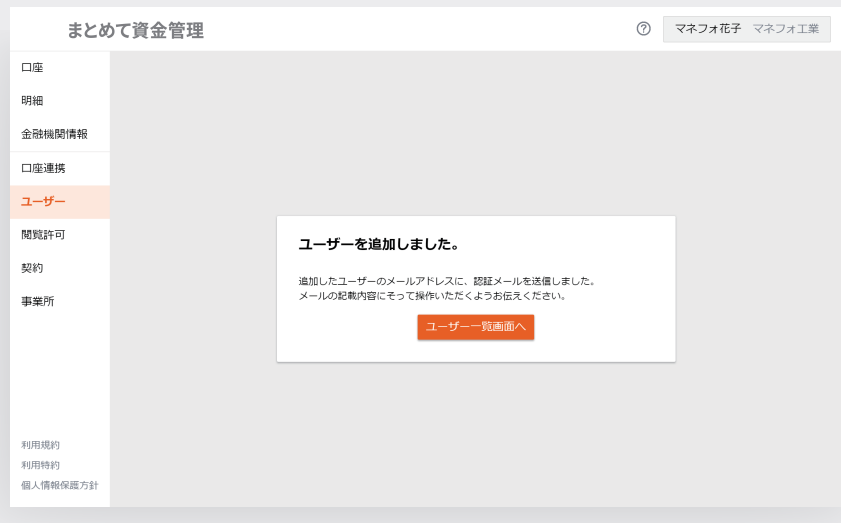 まとめて資金管理
マネフォ花子 マネフォ工業
口座
明細
金融機関情報
口座連携
ユーザー
閲覧許可
契約
事業所
ユーザーを追加しました。
追加したユーザーのメールアドレスに、認証メールを送信しました。
メールの記載内容にそって操作いただくようお伝えください。
ユーザー一覧画面へ
利用規約
利用特約
個人情報保護方針